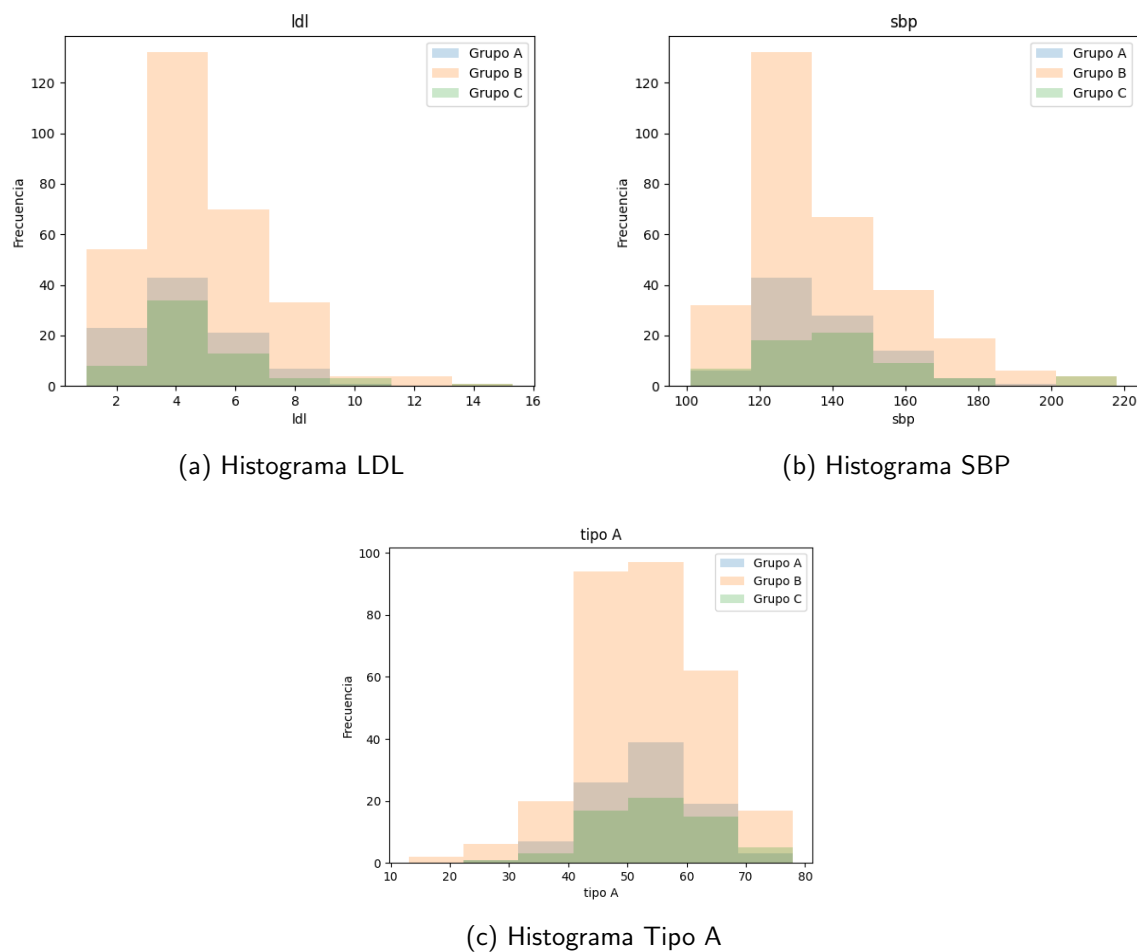 ldl
Grupo A
Grupo B
Grupo C
Frecuencia
0
20
40
60
80
100
120
2 4 6 8 10 12 14 16
ldl
(a) Histograma LDL
sbp
Grupo A
Grupo B
Grupo C
Frecuencia
0
20
40
60
80
100
120
100 120 140 160 180 200 220
sbp
(b) Histograma SBP
tipo A
Grupo A
Grupo B
Grupo C
Frecuencia
0
20
40
60
80
100
10 20 30 40 50 60 70 80
tipo A
(c) Histograma Tipo A